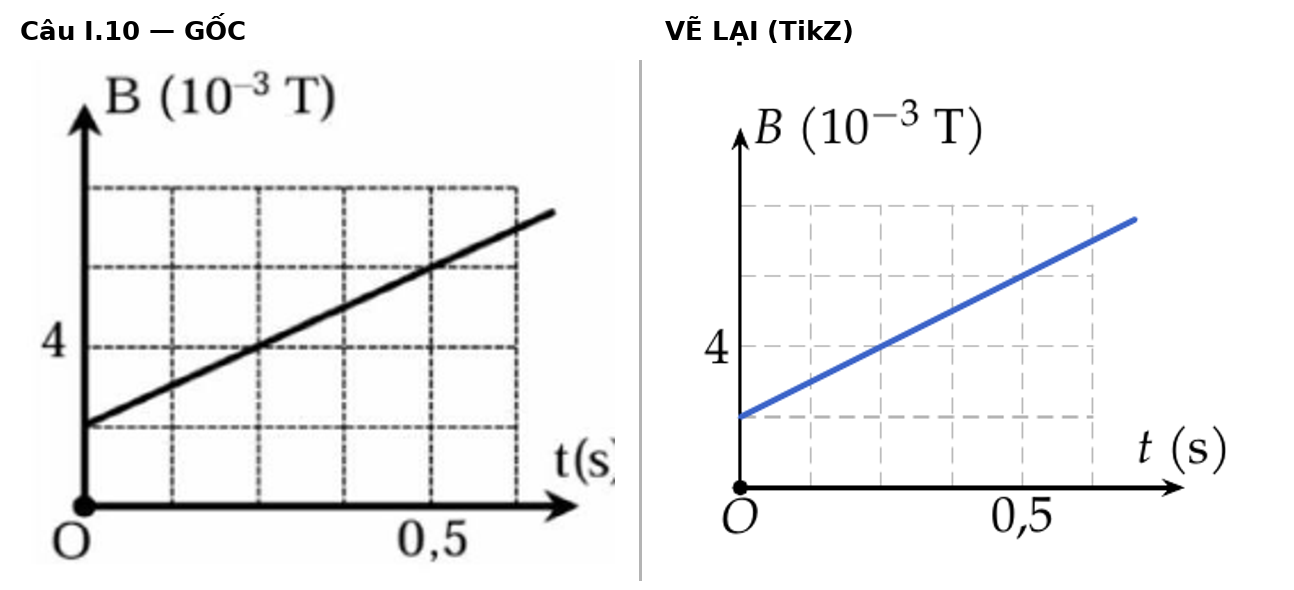 Câu I.10 — GỐC
B (10⁻³ T)
4
t(s)
O
0,5
VẼ LẠI (TikZ)
B (10⁻³ T)
4
t (s)
O
0,5